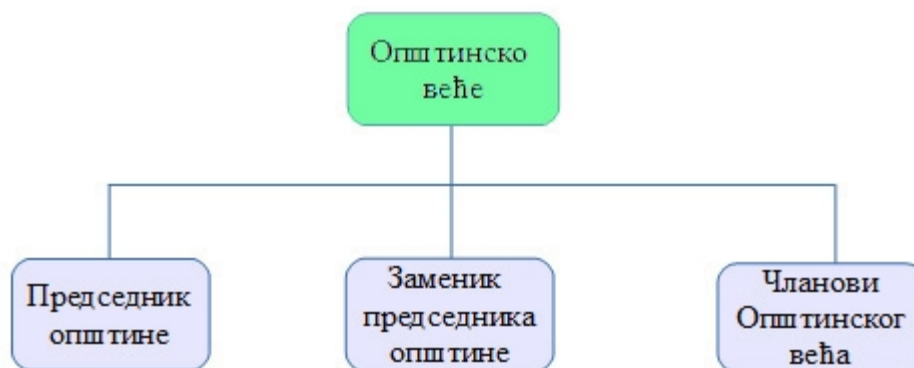 Општинско
веће
Председник
општине
Заменик
председника
општине
Чланови
Општинског
већа